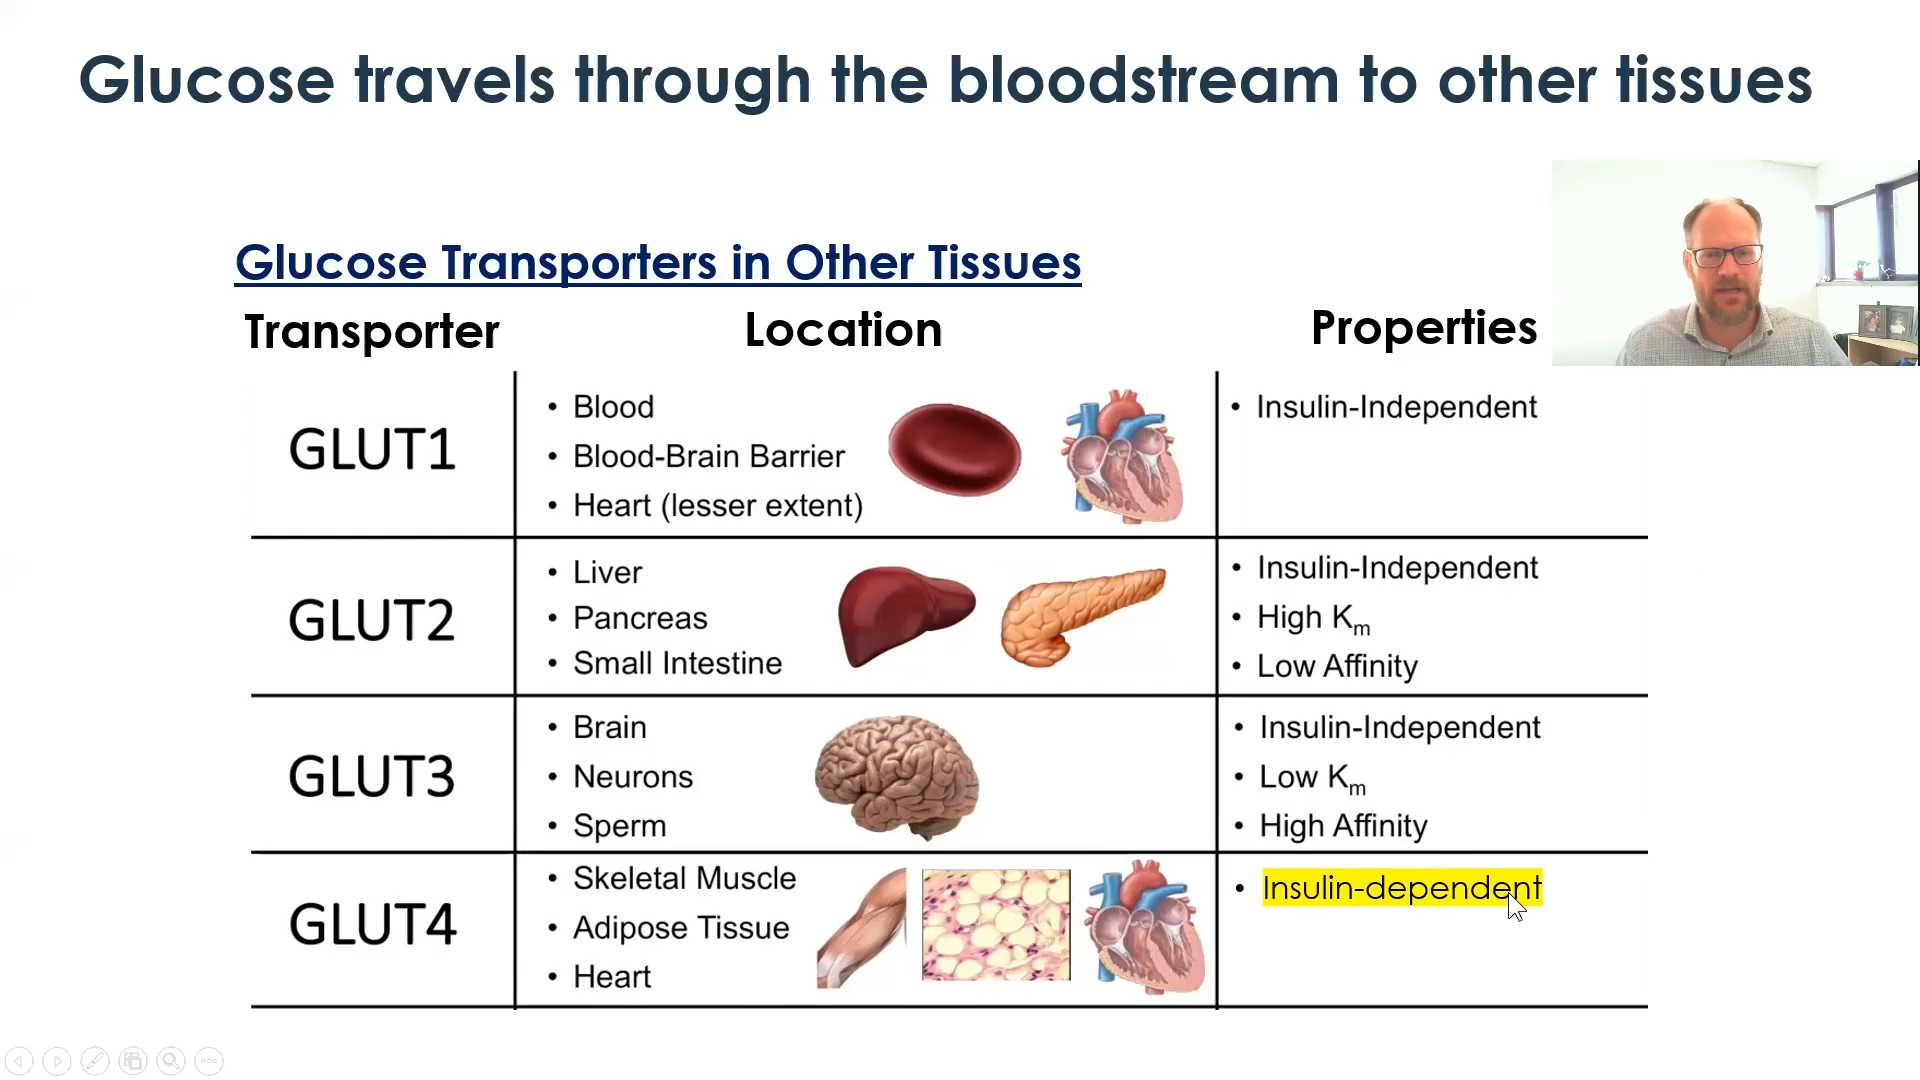 Glucose travels through the bloodstream to other tissues
Glucose Transporters in Other Tissues
Transporter
Location
Properties
GLUT1
• Blood
• Blood-Brain Barrier
• Heart (lesser extent)
• Insulin-Independent
GLUT2
• Liver
• Pancreas
• Small Intestine
• Insulin-Independent
• High Km
• Low Affinity
GLUT3
• Brain
• Neurons
• Sperm
• Insulin-Independent
• Low Km
• High Affinity
GLUT4
• Skeletal Muscle
• Adipose Tissue
• Heart
• Insulin-dependent